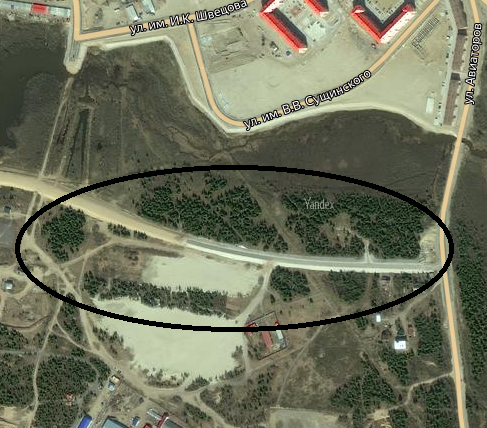 ул. им. И.К. Швецова
ул. Авиаторов
ул. им. В.В. Сущинского
Yandex